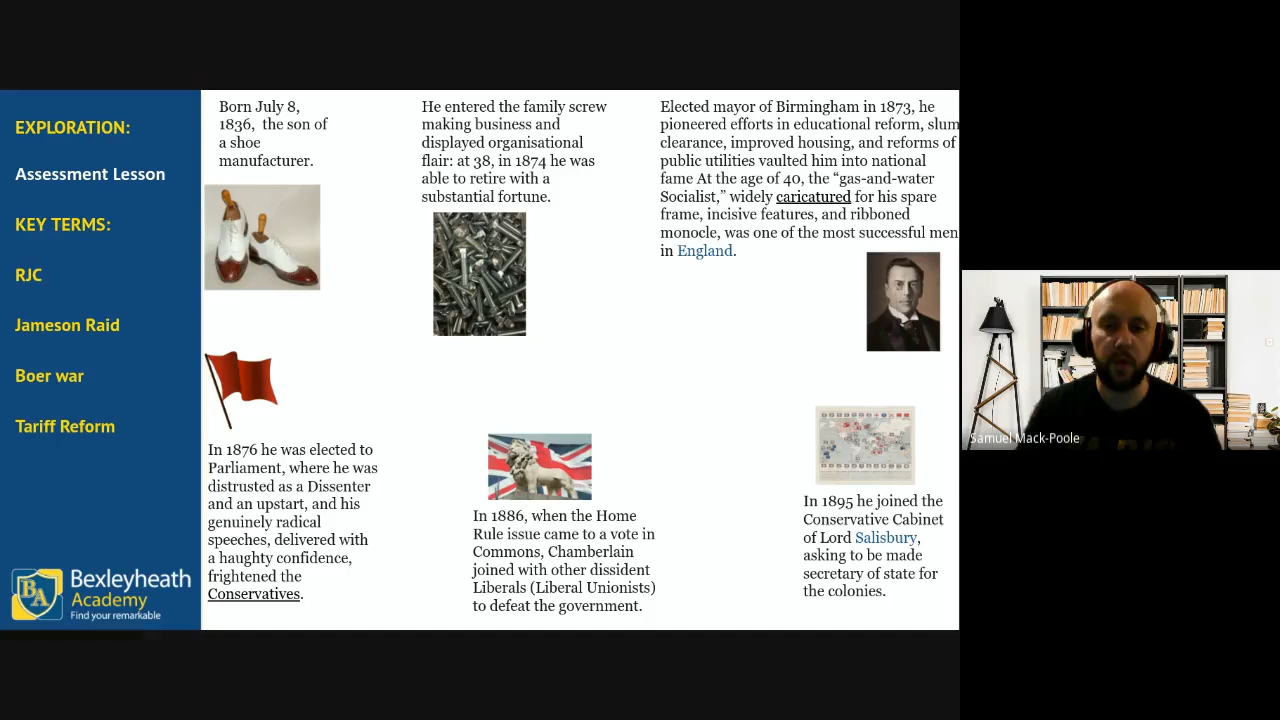 EXPLORATION:
Assessment Lesson
KEY TERMS:
RJC
Jameson Raid
Boer war
Tariff Reform
Bexleyheath
Academy
Find your remarkable
BA
Born July 8,
1836,  the son of
a shoe
manufacturer.
He entered the family screw
making business and
displayed organisational
flair: at 38, in 1874 he was
able to retire with a
substantial fortune.
Elected mayor of Birmingham in 1873, he
pioneered efforts in educational reform, slum
clearance, improved housing, and reforms of
public utilities vaulted him into national
fame At the age of 40, the “gas-and-water
Socialist,” widely caricatured for his spare
frame, incisive features, and ribboned
monocle, was one of the most successful men
in England.
In 1876 he was elected to
Parliament, where he was
distrusted as a Dissenter
and an upstart, and his
genuinely radical
speeches, delivered with
a haughty confidence,
frightened the
Conservatives.
In 1886, when the Home
Rule issue came to a vote in
Commons, Chamberlain
joined with other dissident
Liberals (Liberal Unionists)
to defeat the government.
In 1895 he joined the
Conservative Cabinet
of Lord Salisbury,
asking to be made
secretary of state for
the colonies.
Samuel Mack-Poole